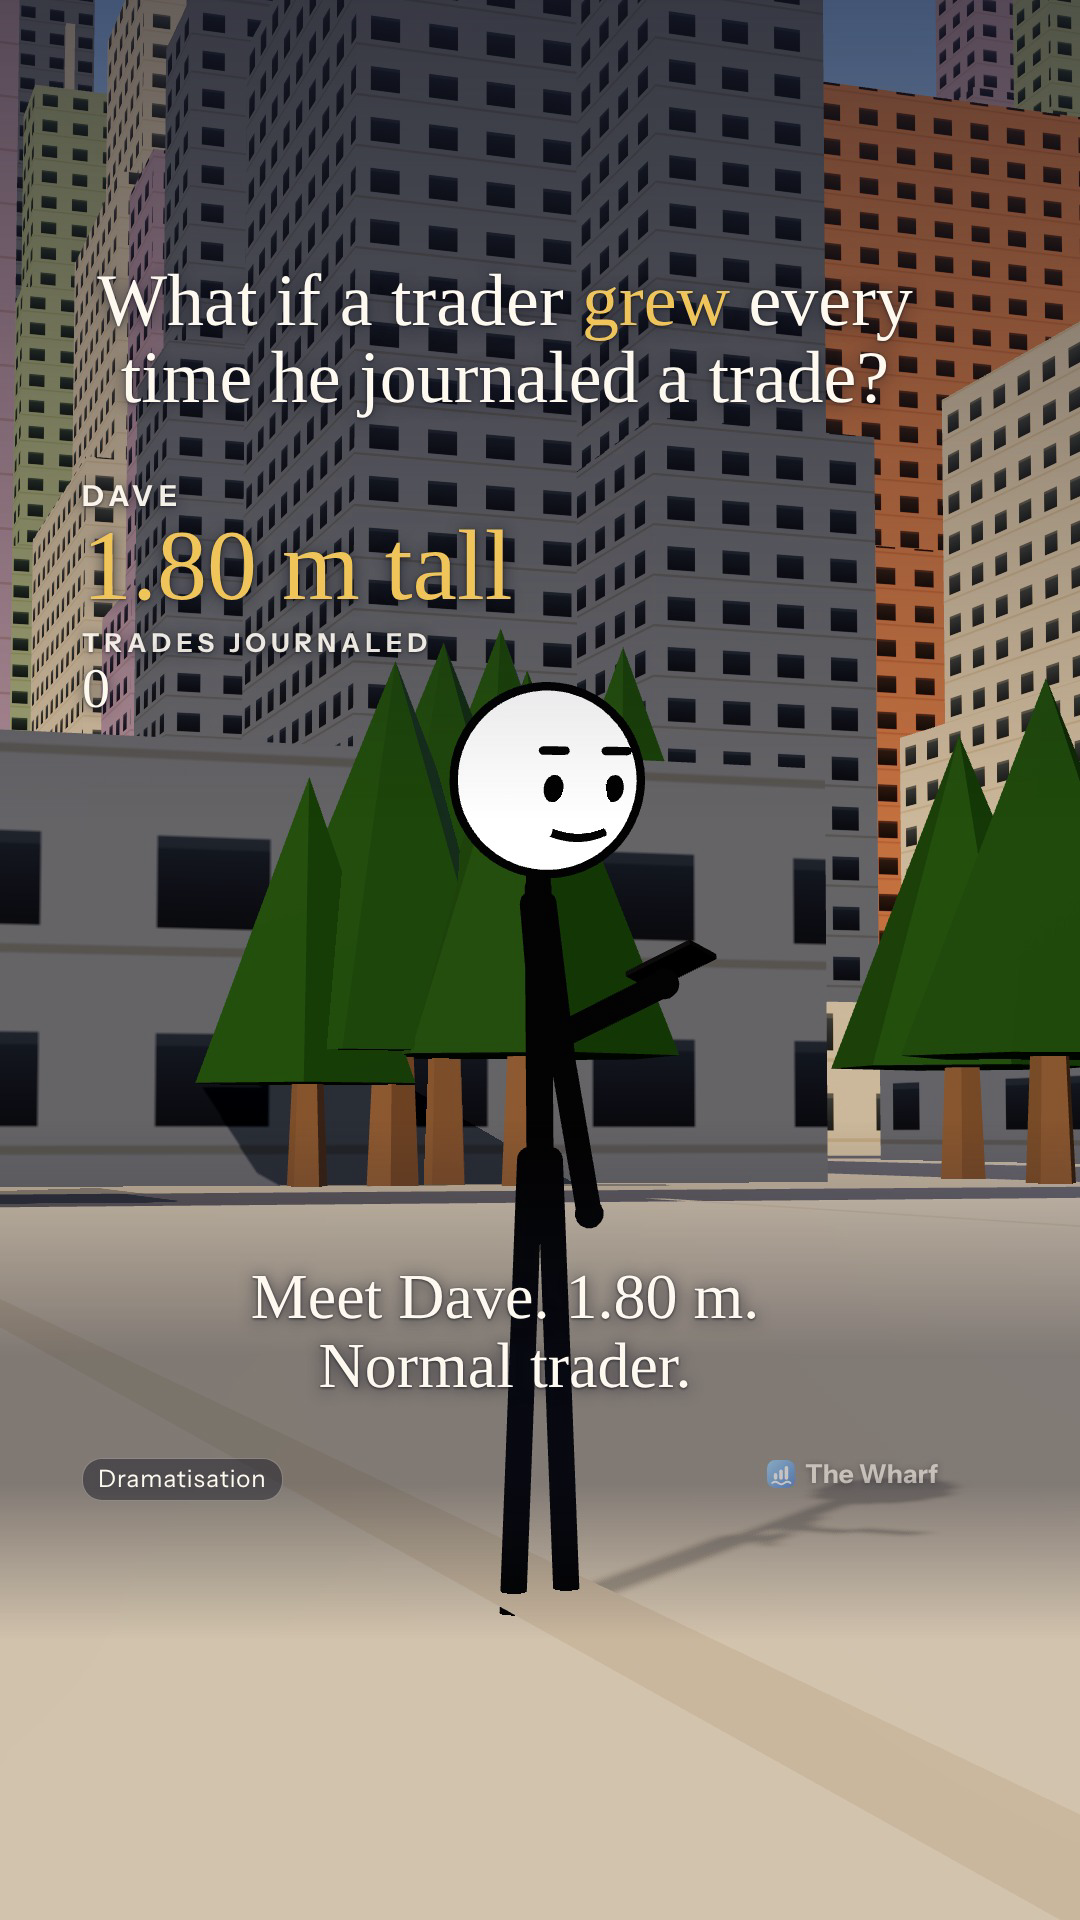 What if a trader grew every
time he journaled a trade?
DAVE
1.80 m tall
TRADES JOURNALED
0
Meet Dave. 1.80 m.
Normal trader.
Dramatisation
The Wharf